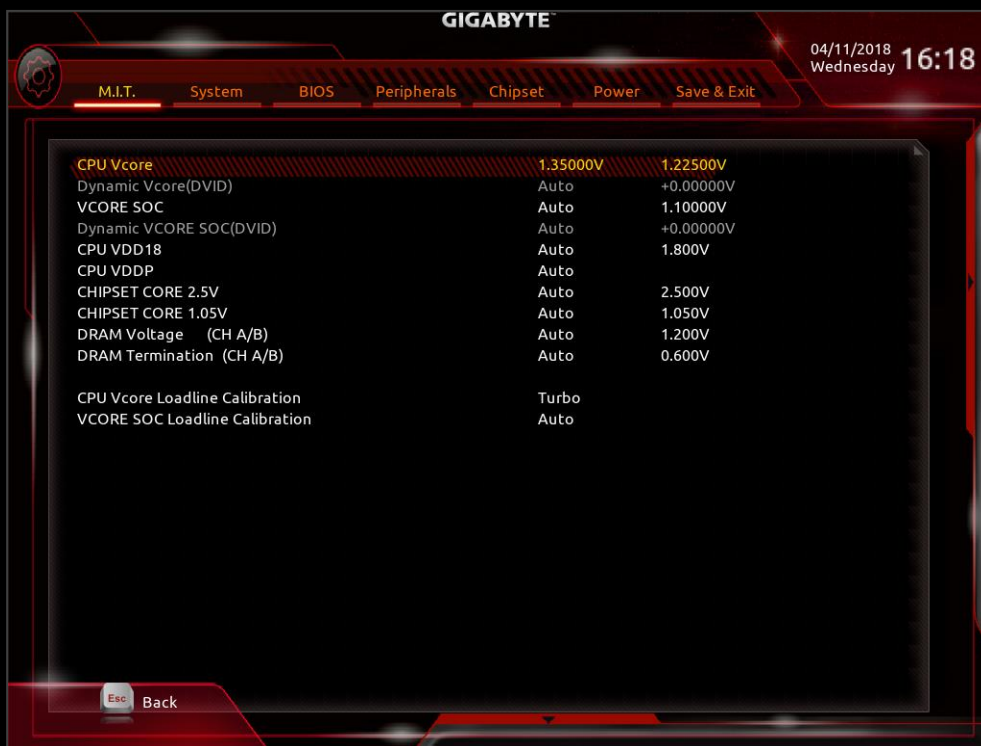 GIGABYTE
04/11/2018
Wednesday
16:18
M.I.T. System BIOS Peripherals Chipset Power Save & Exit
CPU Vcore 1.35000V 1.22500V
Dynamic Vcore(DVID) Auto +0.00000V
VCORE SOC Auto 1.10000V
Dynamic VCORE SOC(DVID) Auto +0.00000V
CPU VDD18 Auto 1.800V
CPU VDDP Auto
CHIPSET CORE 2.5V Auto 2.500V
CHIPSET CORE 1.05V Auto 1.050V
DRAM Voltage (CH A/B) Auto 1.200V
DRAM Termination (CH A/B) Auto 0.600V
CPU Vcore Loadline Calibration Turbo
VCORE SOC Loadline Calibration Auto
Esc Back